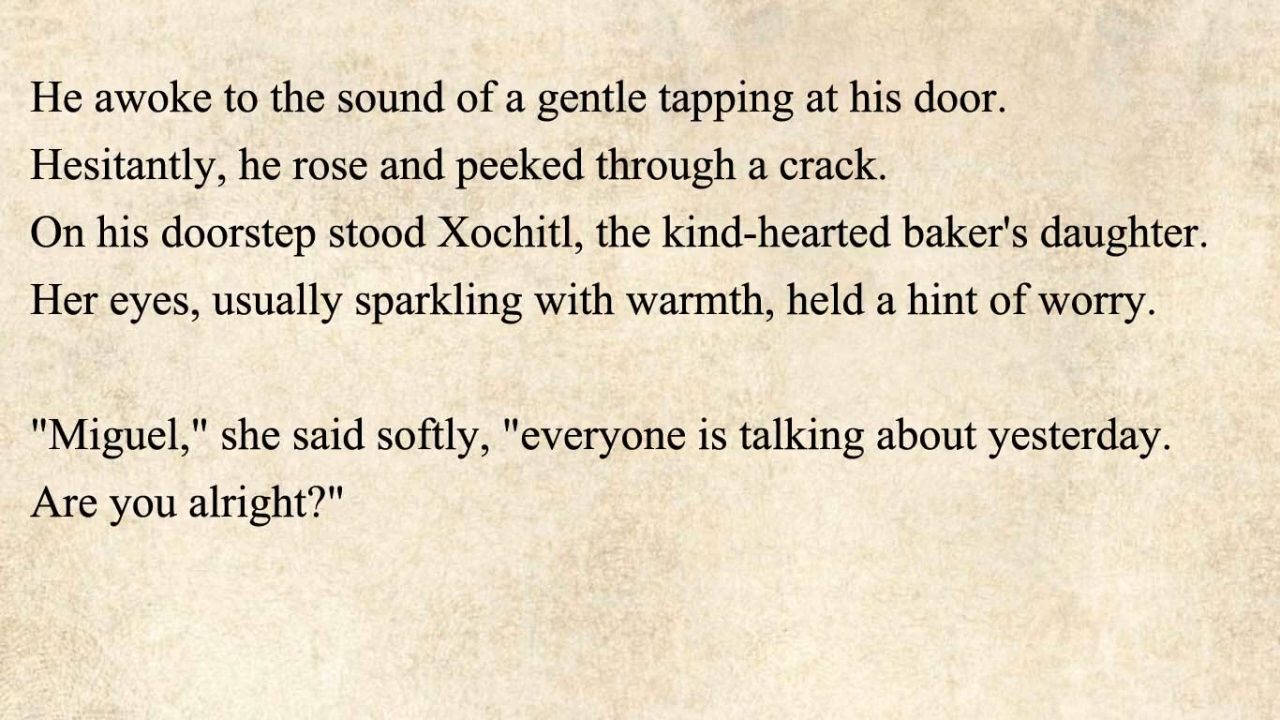 He awoke to the sound of a gentle tapping at his door.
Hesitantly, he rose and peeked through a crack.
On his doorstep stood Xochitl, the kind-hearted baker's daughter.
Her eyes, usually sparkling with warmth, held a hint of worry.
"Miguel," she said softly, "everyone is talking about yesterday.
Are you alright?"